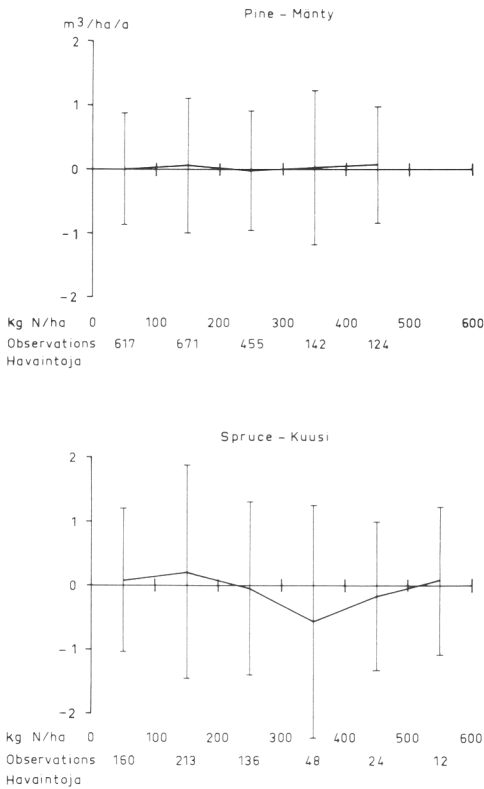 Pine – Mänty
m3/ha/a
2
1
0
-1
-2
Kg N/ha 0 100 200 300 400 500 600
Observations 617 671 455 142 124
Havaintoja
Spruce – Kuusi
2
1
0
-1
-2
Kg N/ha 0 100 200 300 400 500 600
Observations 160 213 136 48 24 12
Havaintoja